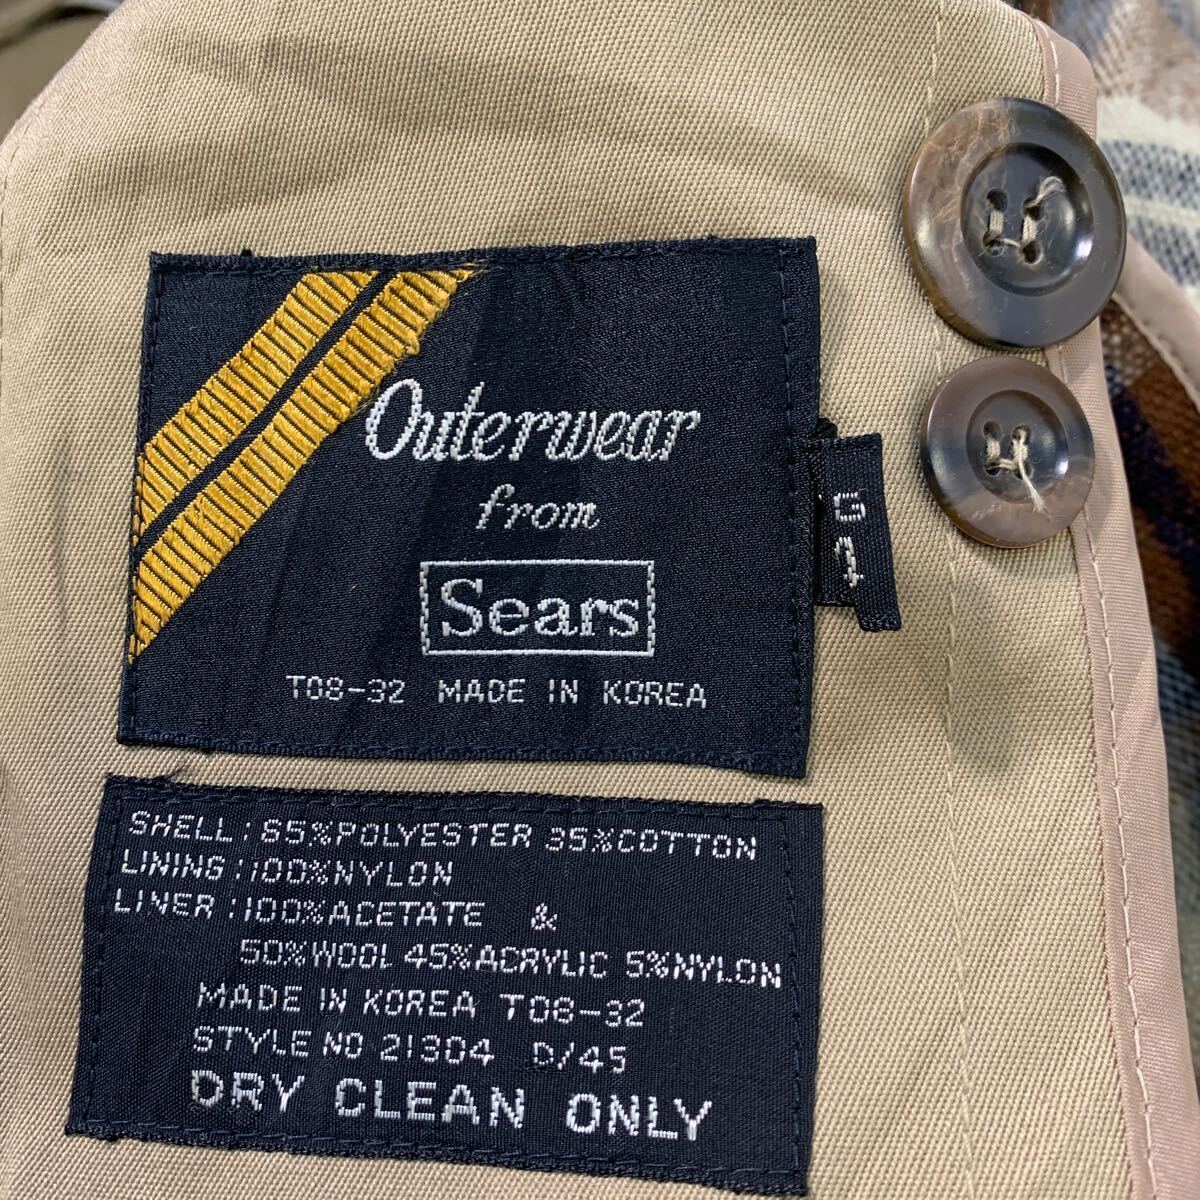 Outerwear
from
Sears
T08-32 MADE IN KOREA
SHELL: 65%POLYESTER 35%COTTON
LINING: 100%NYLON
LINER: 100%ACETATE &
50%WOOL 45%ACRYLIC 5%NYLON
MADE IN KOREA T08-32
STYLE NO 21304 D/45
DRY CLEAN ONLY